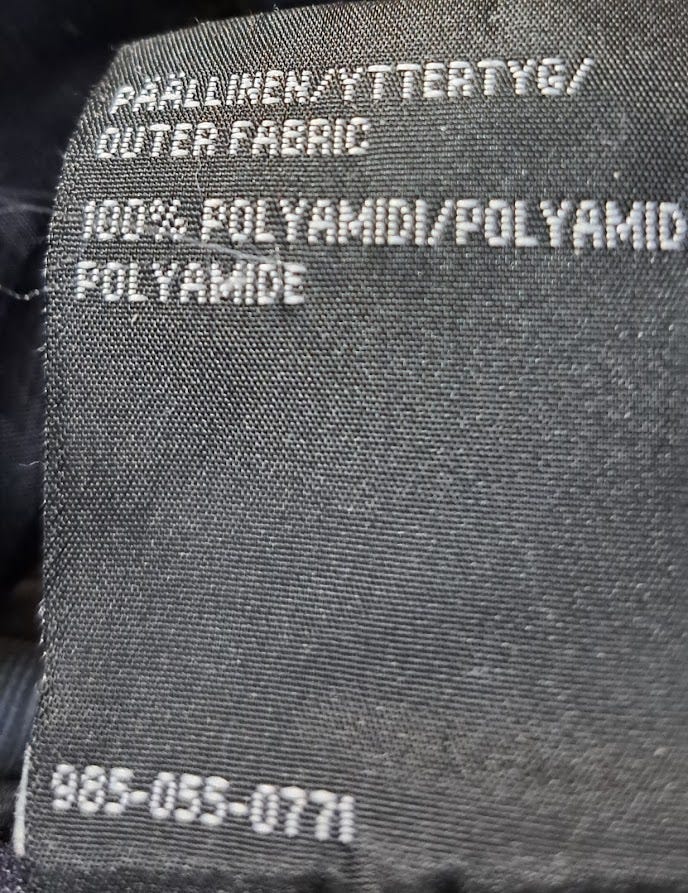 PÄÄLLINEN/YTTERTYG/
OUTER FABRIC
100% POLYAMIDI/POLYAMID
POLYAMIDE
985-055-0771